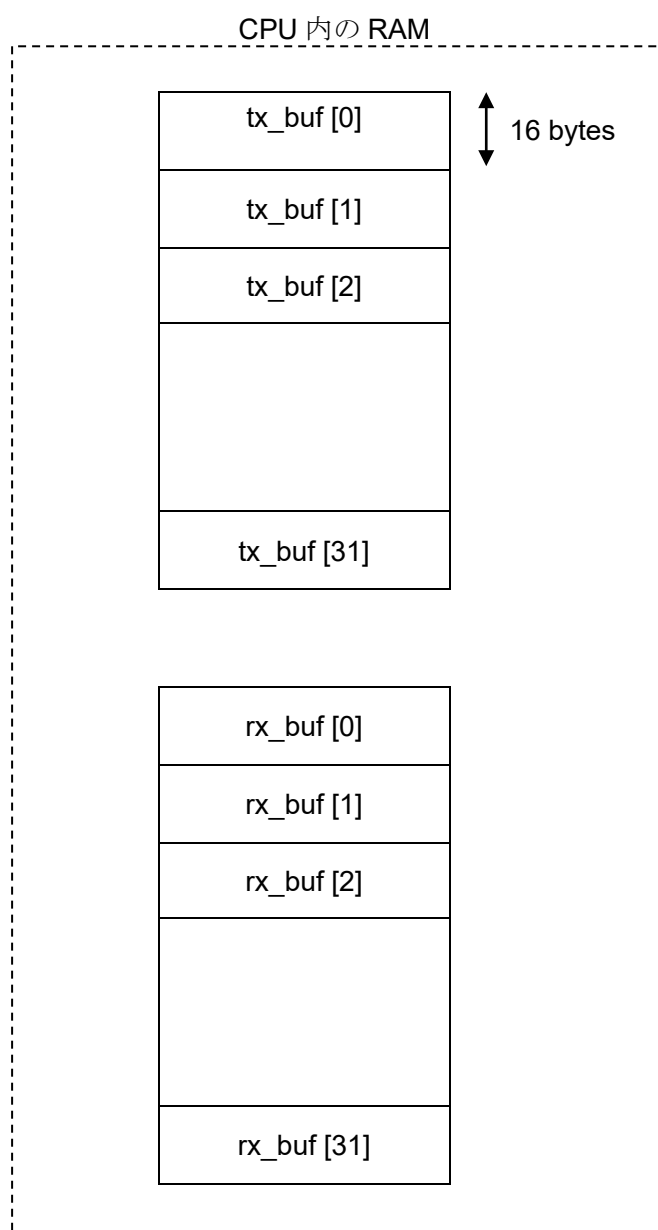 CPU 内の RAM
tx_buf [0]
16 bytes
tx_buf [1]
tx_buf [2]
tx_buf [31]
rx_buf [0]
rx_buf [1]
rx_buf [2]
rx_buf [31]